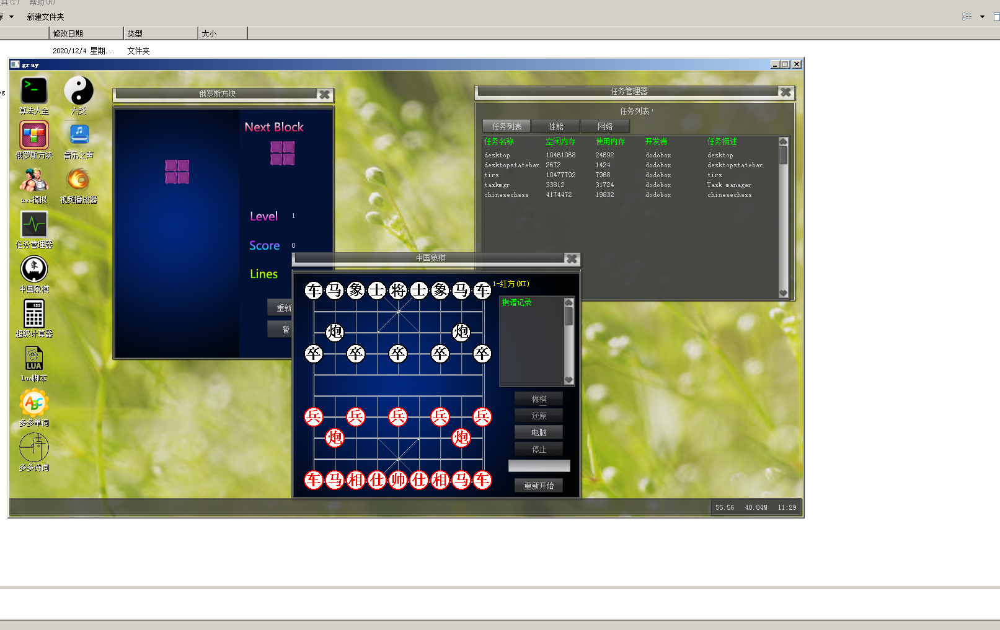 具(T)  帮助(H)
新建文件夹
修改日期  类型  大小
2020/12/4 星期...  文件夹
gray
算法大全
六爻
俄罗斯方块
音乐之声
nes模拟
视频播放器
任务管理器
中国象棋
超级计算器
LUA
lua脚本
ABC
多多单词
多多诗词
俄罗斯方块
Next Block
Level 1
Score 0
Lines
重新
暂
任务管理器
任务列表
任务列表  性能  网络
任务名称  空闲内存  使用内存  开发者  任务描述
desktop  10461068  24692  dodobox  desktop
desktopstatebar  2672  1424  dodobox  desktopstatebar
tirs  10477792  7968  dodobox  tirs
taskmgr  33812  31724  dodobox  Task manager
chinesechess  4174472  19832  dodobox  chinesechess
中国象棋
车马象士将士象马车
炮 炮
卒 卒 卒 卒 卒
兵 兵 兵 兵 兵
炮 炮
车马相仕帅仕相马车
1-红方(NI)
棋谱记录
悔棋
还原
电脑
停止
重新开始
55.56  40.84M  11:29